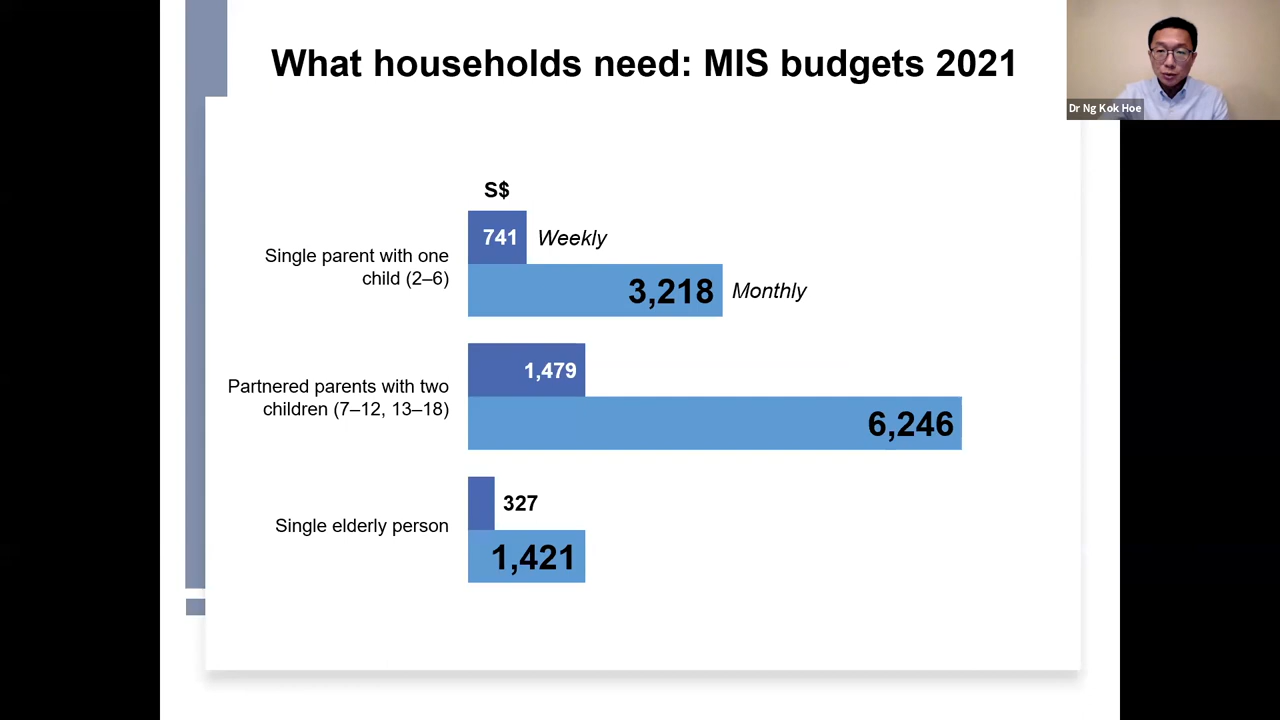 What households need: MIS budgets 2021
Dr Ng Kok Hoe
S$
741 Weekly
Single parent with one
child (2–6)
3,218 Monthly
1,479
Partnered parents with two
children (7–12, 13–18)
6,246
327
Single elderly person
1,421